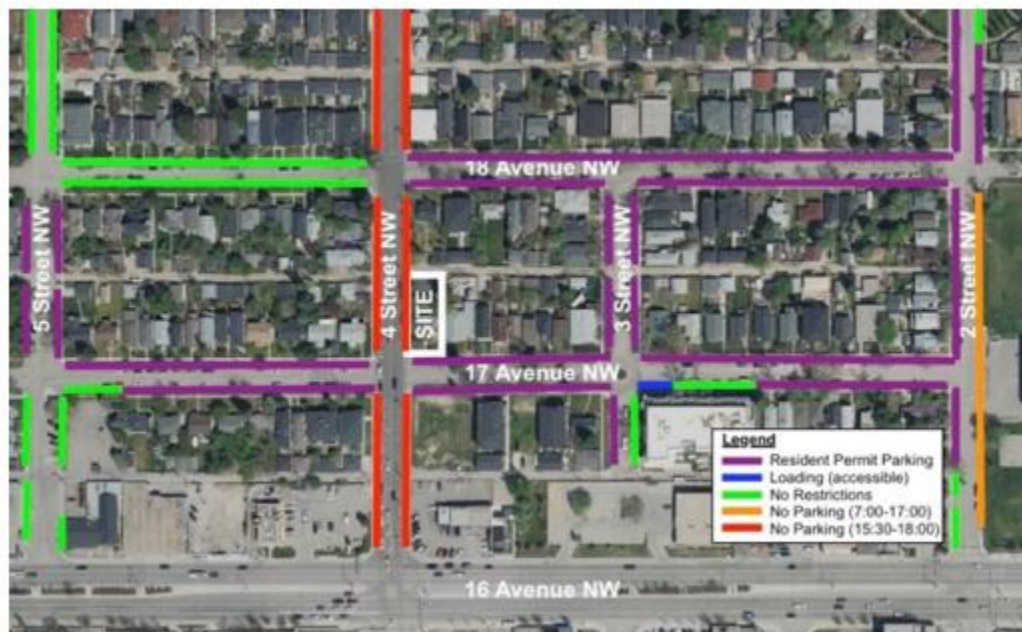 18 Avenue NW
5 Street NW
4 Street NW
SITE
3 Street NW
2 Street NW
17 Avenue NW
Legend
Resident Permit Parking
Loading (accessible)
No Restrictions
No Parking (7:00-17:00)
No Parking (15:30-18:00)
16 Avenue NW